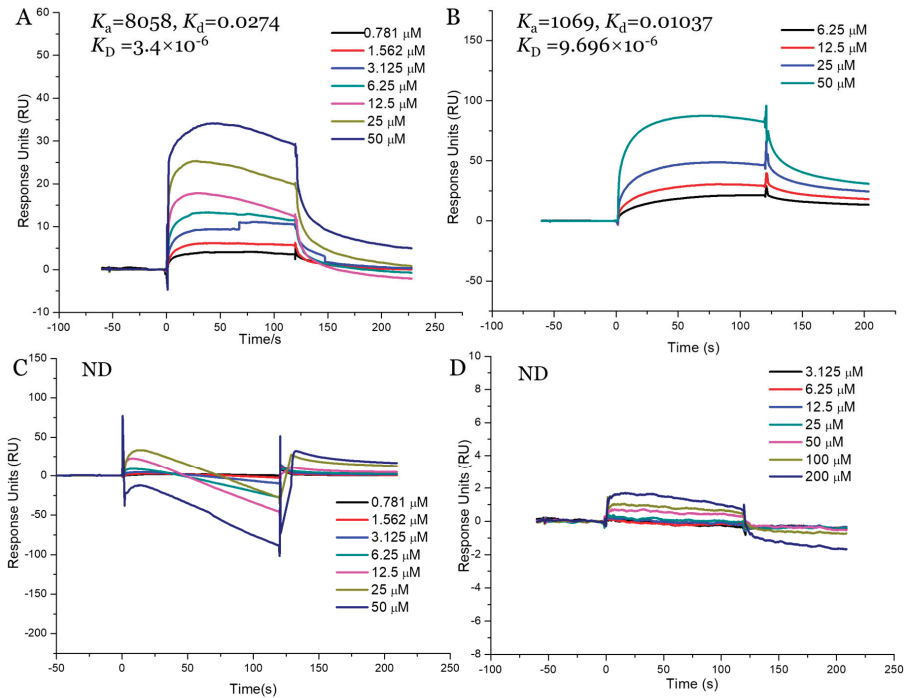 A
Ka=8058, Kd=0.0274
KD =3.4×10-6
0.781 μM
1.562 μM
3.125 μM
6.25 μM
12.5 μM
25 μM
50 μM
60
50
40
30
20
10
0
-10
Response Units (RU)
-100
-50
0
50
100
150
200
250
Time/s
B
Ka=1069, Kd=0.01037
KD =9.696×10-6
6.25 μM
12.5 μM
25 μM
50 μM
150
100
50
0
-50
Response Units (RU)
-100
-50
0
50
100
150
200
Time (s)
C
ND
0.781 μM
1.562 μM
3.125 μM
6.25 μM
12.5 μM
25 μM
50 μM
150
100
50
0
-50
-100
-150
-200
Response Units (RU)
-50
0
50
100
150
200
250
Time(s)
D
ND
3.125 μM
6.25 μM
12.5 μM
25 μM
50 μM
100 μM
200 μM
10
8
6
4
2
0
-2
-4
-6
-8
Response Units (RU)
-100
-50
0
50
100
150
200
250
Time (s)